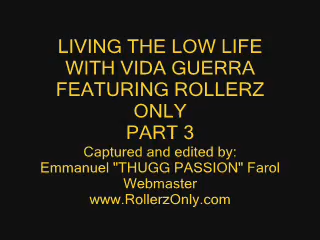 LIVING THE LOW LIFE
WITH VIDA GUERRA
FEATURING ROLLERZ
ONLY
PART 3
Captured and edited by:
Emmanuel "THUGG PASSION" Farol
Webmaster
www.RollerzOnly.com